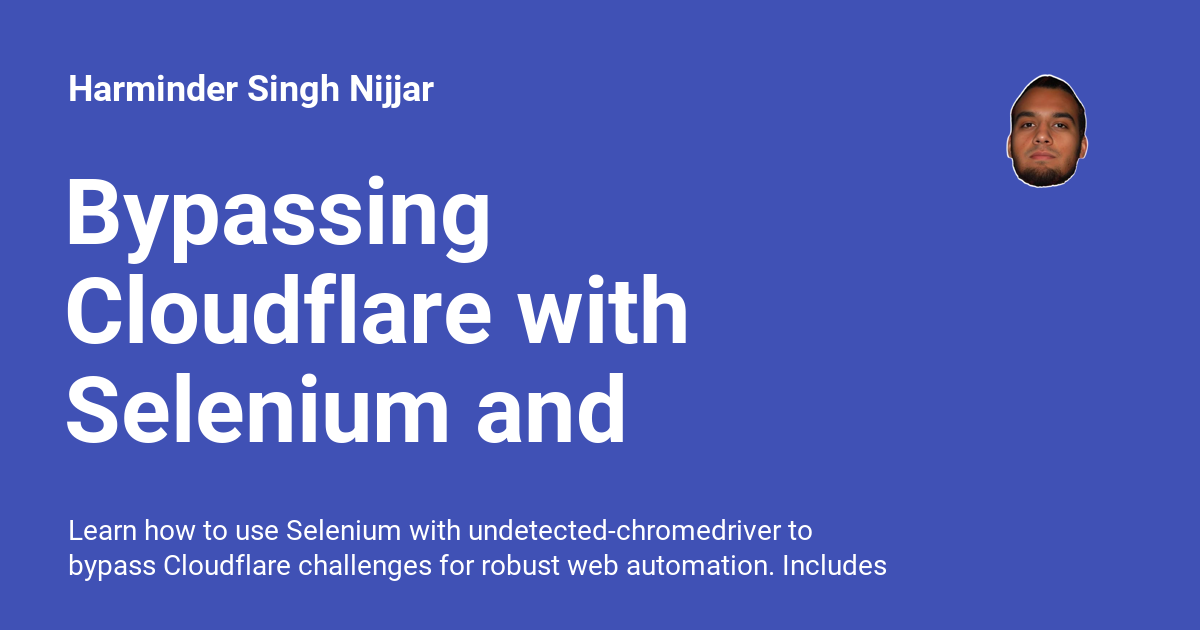 Harminder Singh Nijjar
Bypassing
Cloudflare with
Selenium and
Learn how to use Selenium with undetected-chromedriver to
bypass Cloudflare challenges for robust web automation. Includes